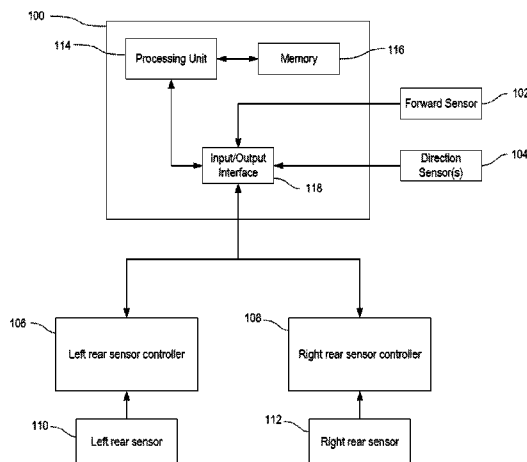 100
114
Processing Unit
Memory
116
Forward Sensor
102
Input/Output
Interface
118
Direction
Sensor(s)
104
106
Left rear sensor controller
108
Right rear sensor controller
110
Left rear sensor
112
Right rear sensor